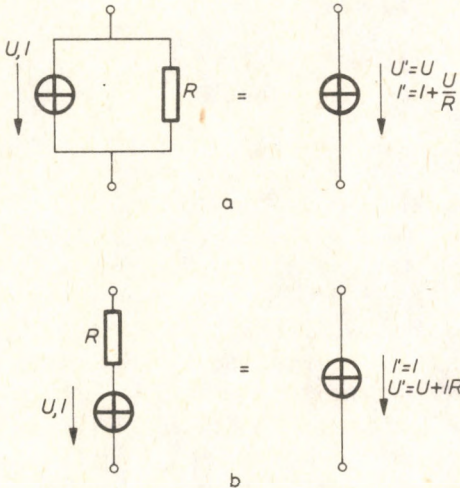 U, I
R
=
U' = U
I' = I + U/R
a
R
U, I
=
I' = I
U' = U + IR
b